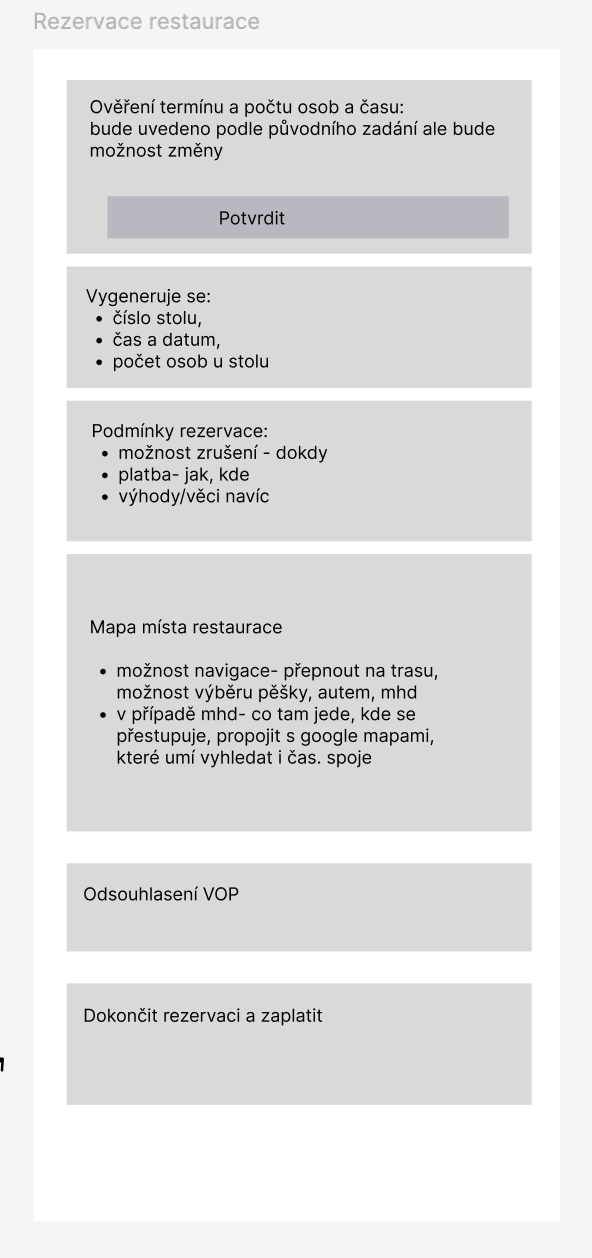 Rezervace restaurace
Ověření termínu a počtu osob a času:
bude uvedeno podle původního zadání ale bude
možnost změny
Potvrdit
Vygeneruje se:
• číslo stolu,
• čas a datum,
• počet osob u stolu
Podmínky rezervace:
• možnost zrušení - dokdy
• platba- jak, kde
• výhody/věci navíc
Mapa místa restaurace
• možnost navigace- přepnout na trasu,
možnost výběru pěšky, autem, mhd
• v případě mhd- co tam jede, kde se
přestupuje, propojit s google mapami,
které umí vyhledat i čas. spoje
Odsouhlasení VOP
Dokončit rezervaci a zaplatit